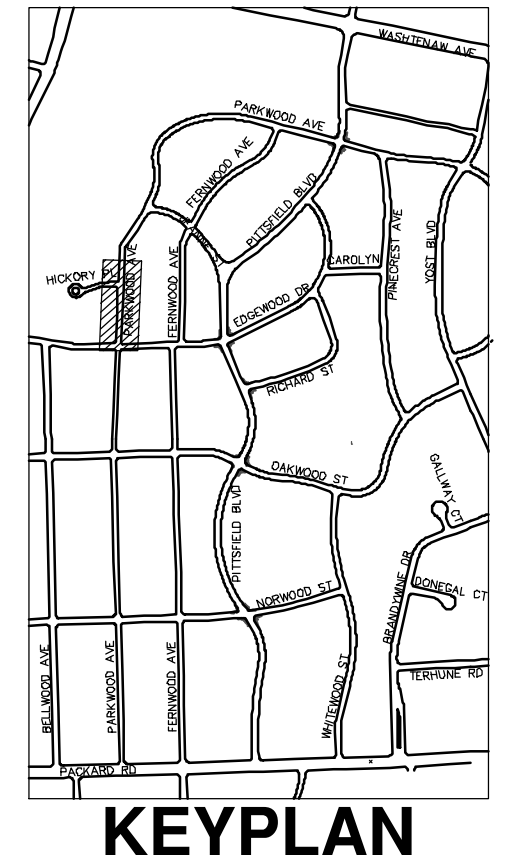 WASHTENAW AVE
PARKWOOD AVE
FERNWOOD AVE
PITTSFIELD BLVD
CAROLYN
PINECREST AVE
YOST BLVD
HICKORY PL
PARKWOOD AVE
FERNWOOD AVE
EDGEWOOD DR
RICHARD ST
OAKWOOD ST
GALLWAY CT
PITTSFIELD BLVD
NORWOOD ST
BRANDYWINE DR
DONEGAL CT
BELLWOOD AVE
PARKWOOD AVE
FERNWOOD AVE
WHITEWOOD ST
TERHUNE RD
PACKARD RD
KEYPLAN